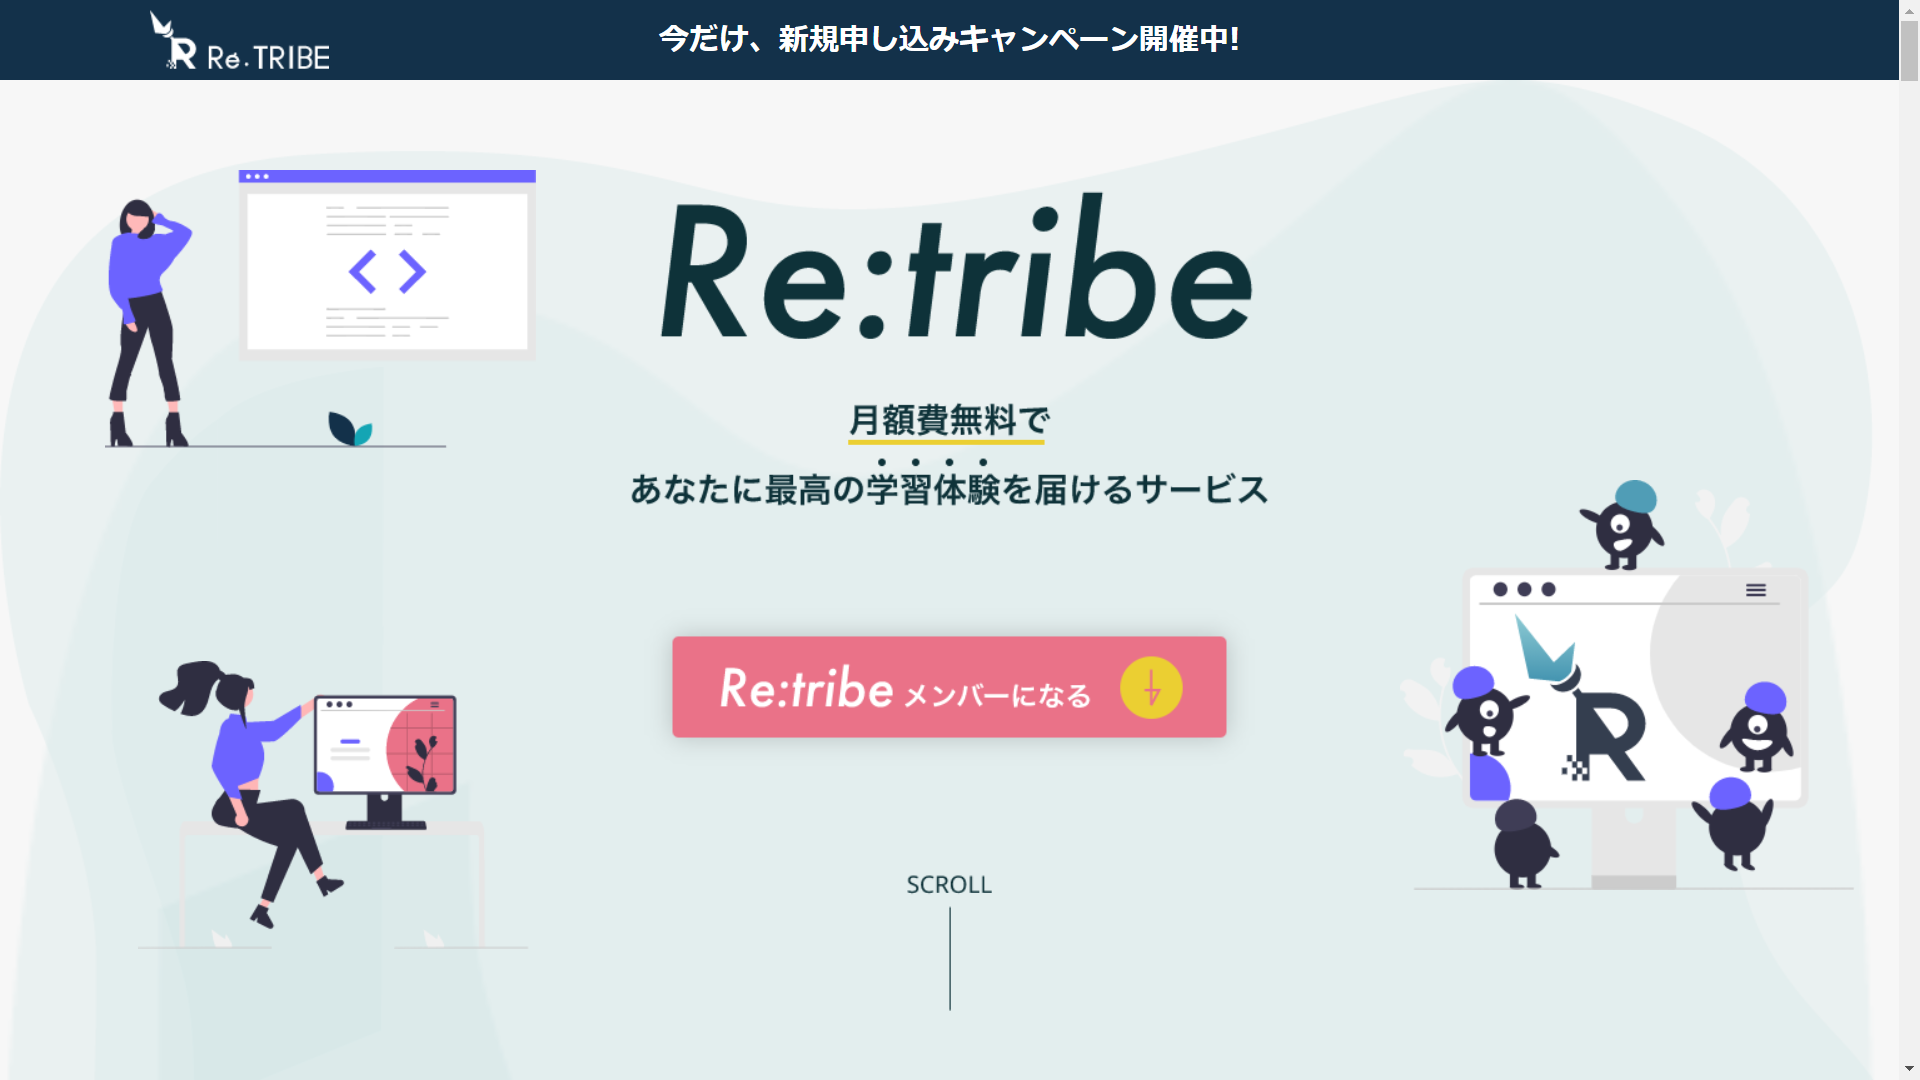 Re.TRIBE
今だけ、新規申し込みキャンペーン開催中!
Re:tribe
月額費無料で
あなたに最高の学習体験を届けるサービス
Re:tribe メンバーになる
SCROLL